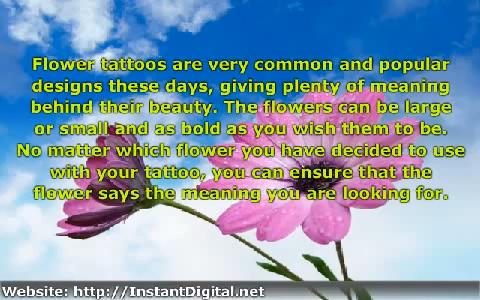 Flower tattoos are very common and popular
designs these days, giving plenty of meaning
behind their beauty. The flowers can be large
or small and as bold as you wish them to be.
No matter which flower you have decided to use
with your tattoo, you can ensure that the
flower says the meaning you are looking for.
Website: http://InstantDigital.net